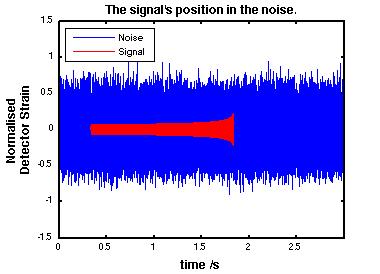 The signal's position in the noise.
Noise
Signal
Normalised
Detector Strain
1.5
1
0.5
0
-0.5
-1
-1.5
0 0.5 1 1.5 2 2.5
time /s